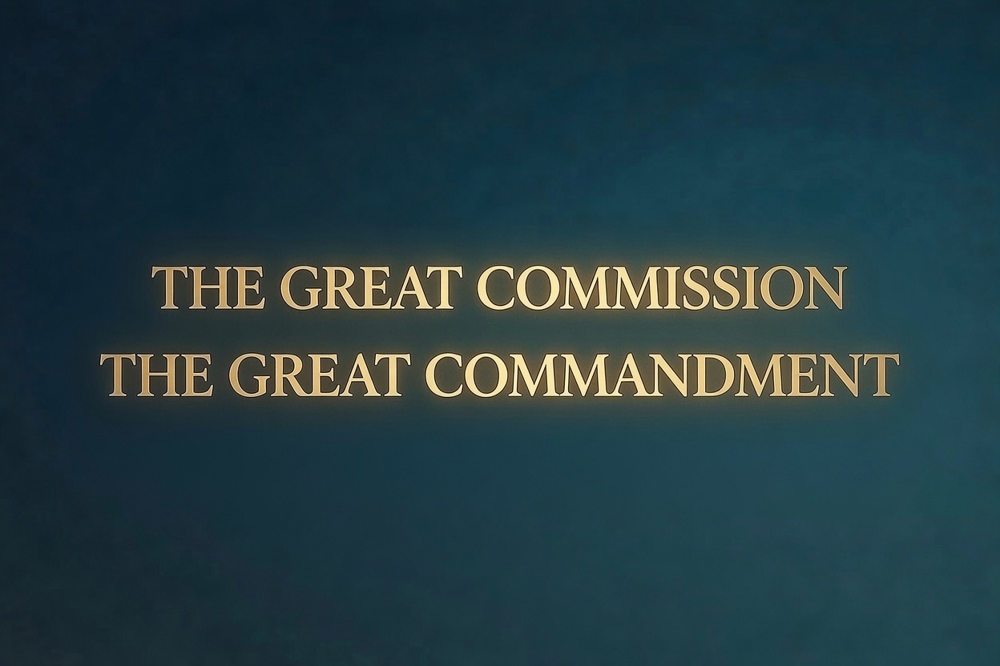 THE GREAT COMMISSION
THE GREAT COMMANDMENT